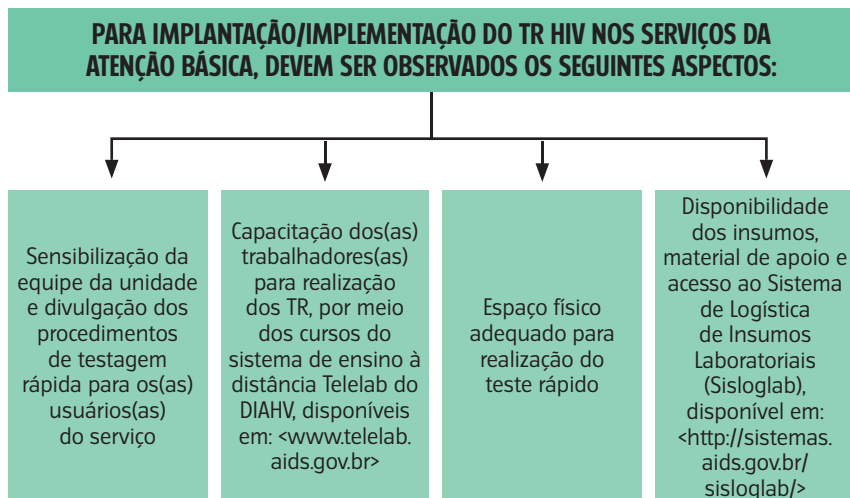 PARA IMPLANTAÇÃO/IMPLEMENTAÇÃO DO TR HIV NOS SERVIÇOS DA
ATENÇÃO BÁSICA, DEVEM SER OBSERVADOS OS SEGUINTES ASPECTOS:
Sensibilização da
equipe da unidade
e divulgação dos
procedimentos
de testagem
rápida para os(as)
usuários(as)
do serviço
Capacitação dos(as)
trabalhadores(as)
para realização
dos TR, por meio
dos cursos do
sistema de ensino à
distância Telelab do
DIAHV, disponíveis
em: <www.telelab.
aids.gov.br>
Espaço físico
adequado para
realização do
teste rápido
Disponibilidade
dos insumos,
material de apoio e
acesso ao Sistema
de Logística
de Insumos
Laboratoriais
(Sisloglab),
disponível em:
<http://sistemas.
aids.gov.br/
sisloglab/>